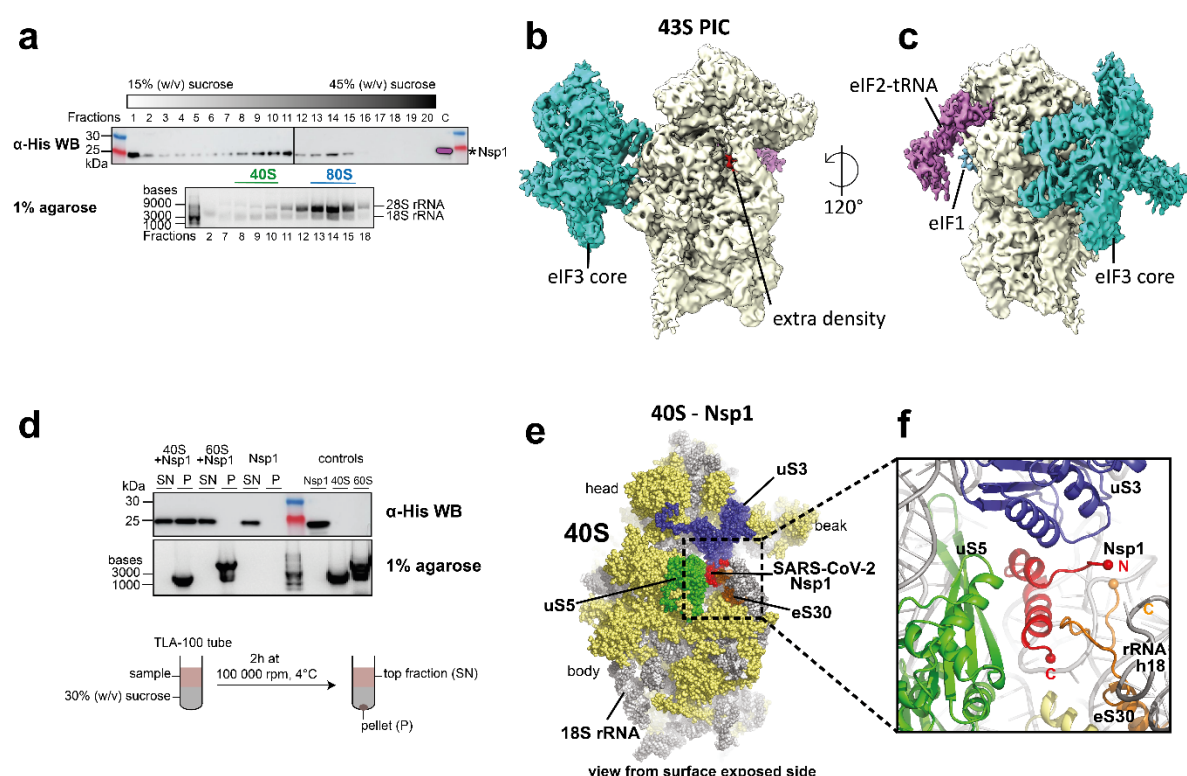 a
15% (w/v) sucrose 45% sucrose
Fractions 1 2 3 4 5 6 7 8 9 10 11 12 13 14 15 16 17 18 19 20 C
α-His WB
30
25
kDa
30
25
*Nsp1
40S 80S
1% agarose
bases
9000
3000
1000
28S rRNA
18S rRNA
Fractions 2 7 8 9 10 11 12 13 14 15 16
b
43S PIC
eIF3 core
extra density
120°
c
eIF2-tRNA
eIF1
eIF3 core
d
40S +Nsp1 60S +Nsp1 Nsp1 controls
kDa SN P SN P SN P Nsp1 40S 60S
30
25
α-His WB
bases
3000
1000
1% agarose
TLA-100 tube
sample
30% (w/v) sucrose
2h at
100 000 rpm, 4°C
top fraction (SN)
pellet (P)
e
40S - Nsp1
head
uS3
beak
40S
SARS-CoV-2
Nsp1
uS5
eS30
body
18S rRNA
view from surface exposed side
f
uS3
uS5
Nsp1
N
C
rRNA
h18
C
eS30